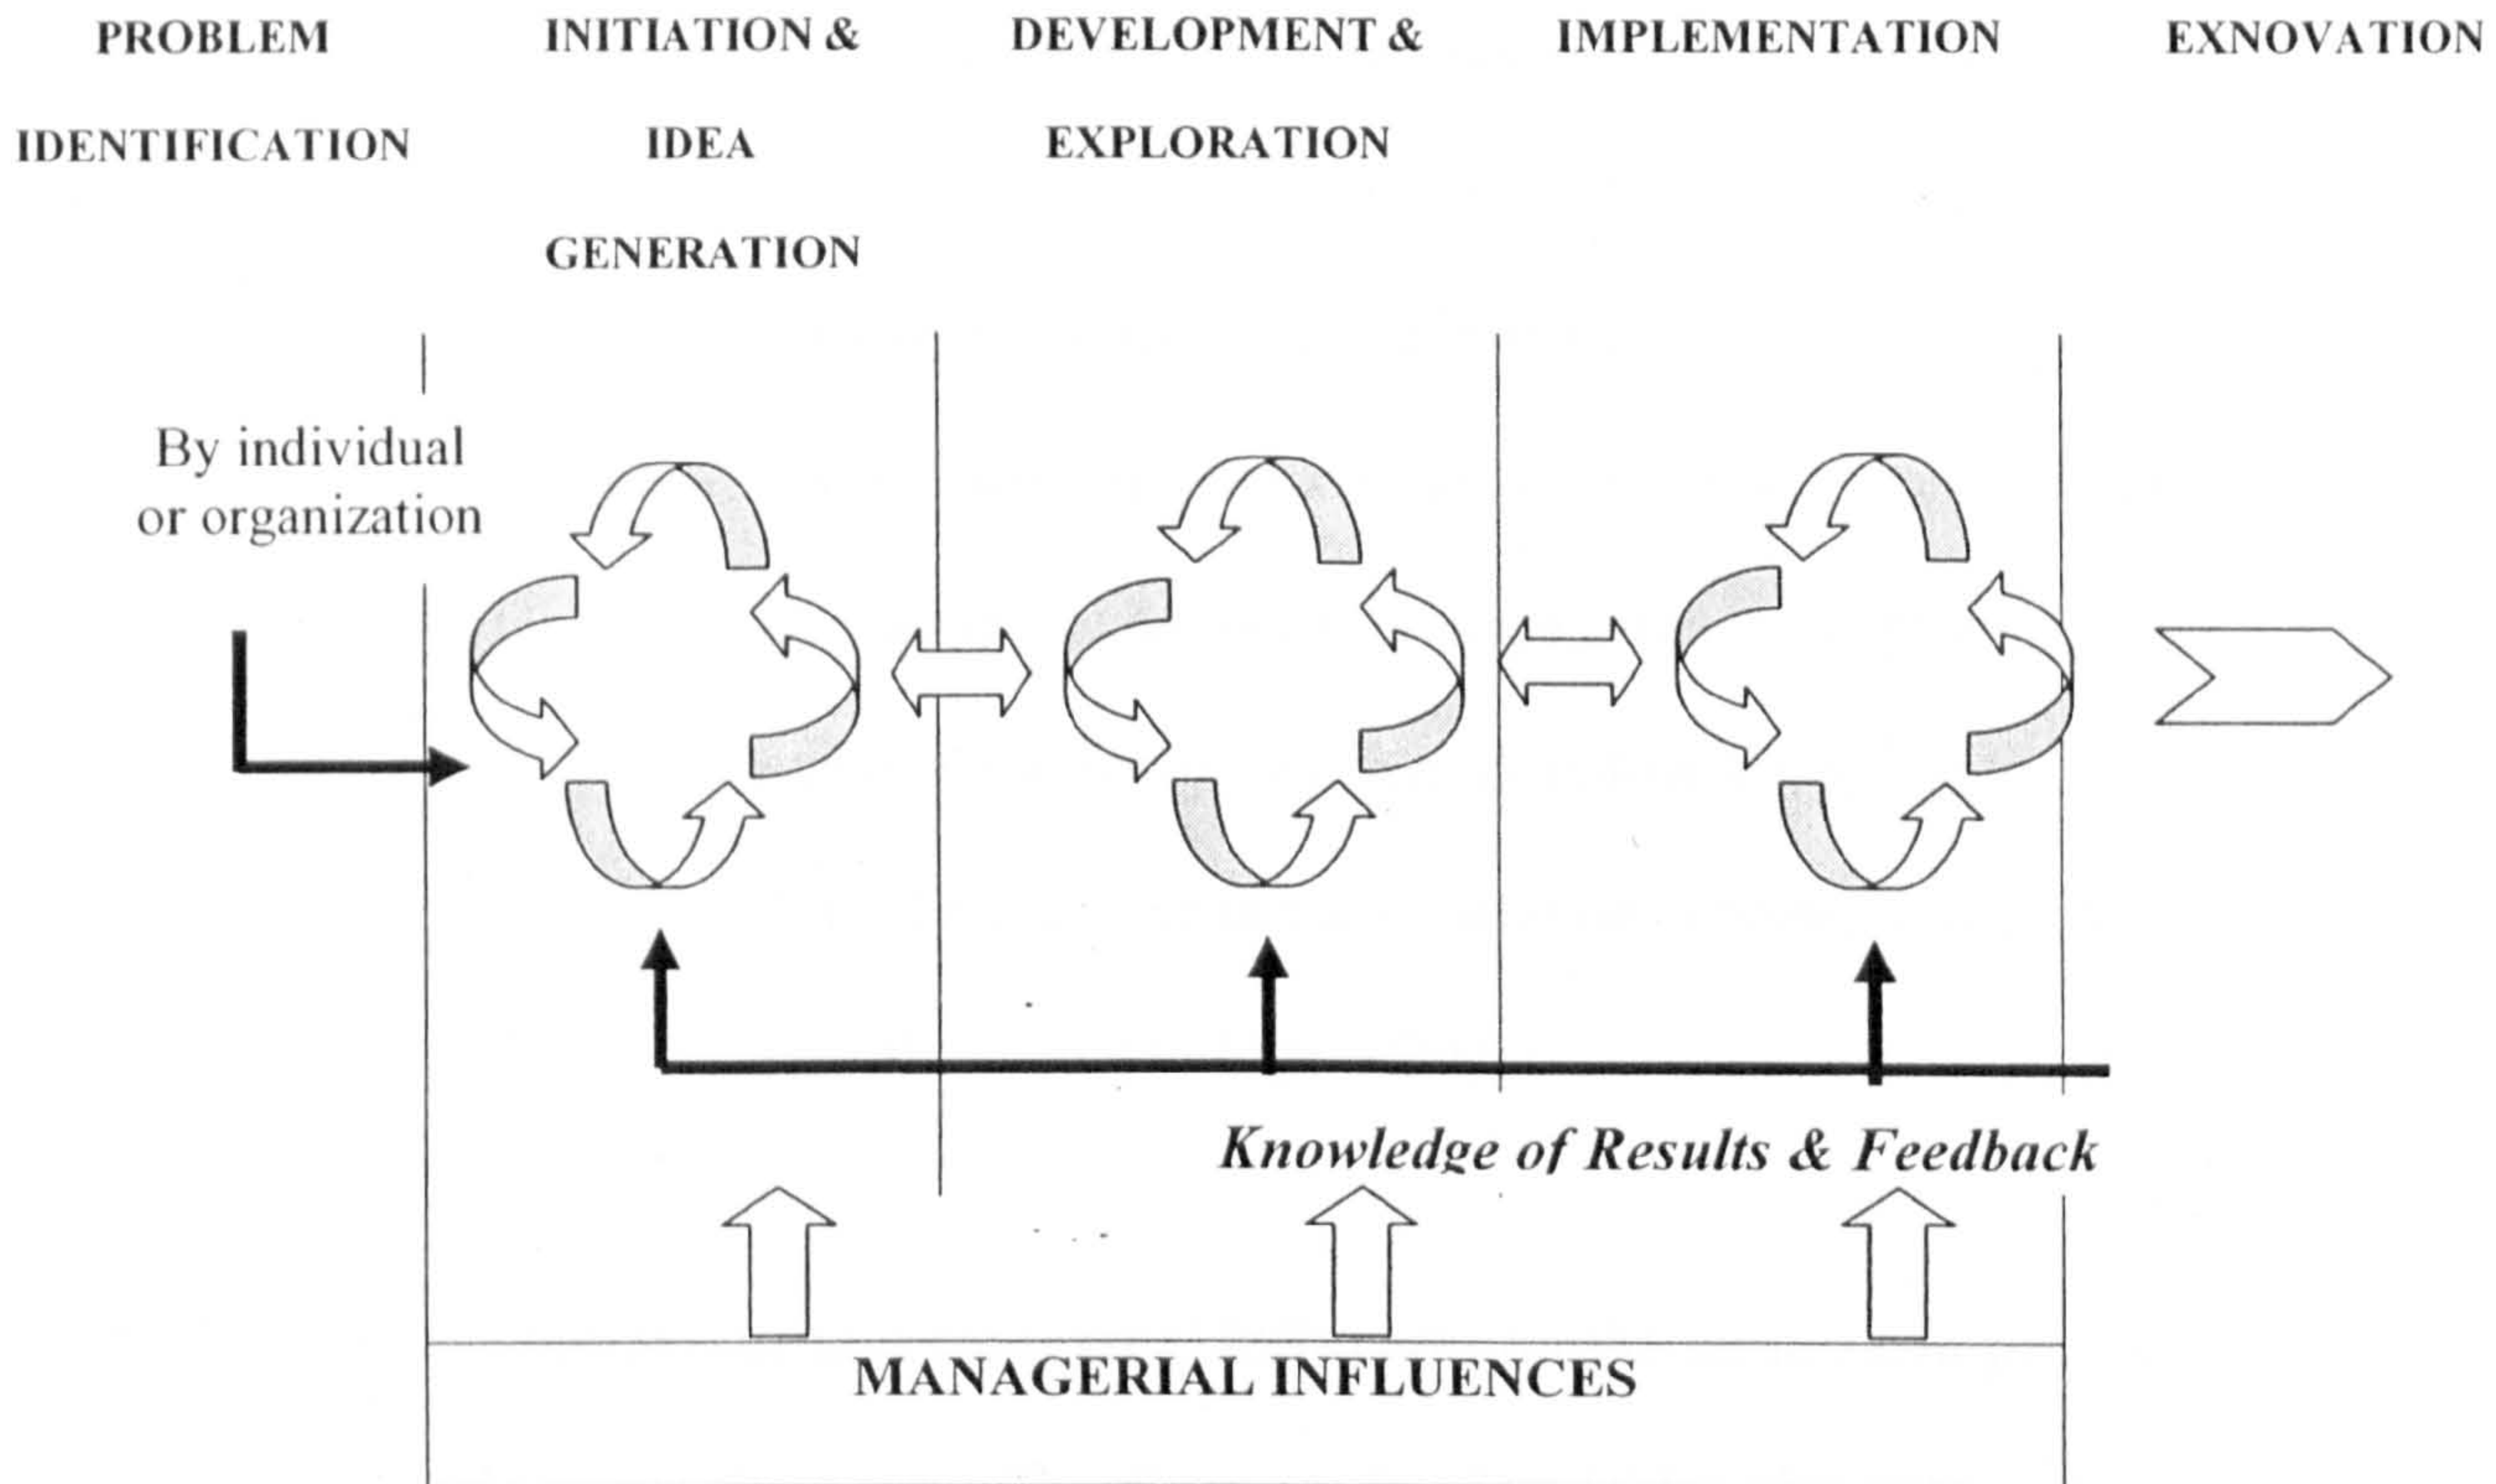 PROBLEM
IDENTIFICATION
INITIATION &
IDEA
GENERATION
DEVELOPMENT &
EXPLORATION
IMPLEMENTATION
EXNOVATION
By individual
or organization
Knowledge of Results & Feedback
MANAGERIAL INFLUENCES